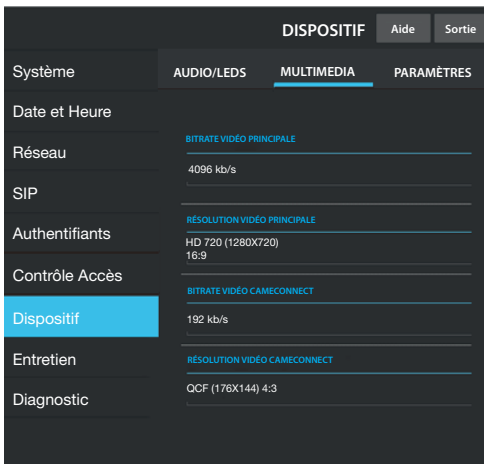 DISPOSITIF
Aide
Sortie
Système
Date et Heure
Réseau
SIP
Authentifiants
Contrôle Accès
Dispositif
Entretien
Diagnostic
AUDIO/LEDS
MULTIMEDIA
PARAMÈTRES
BITRATE VIDÉO PRINCIPALE
4096 kb/s
RÉSOLUTION VIDÉO PRINCIPALE
HD 720 (1280X720)
16:9
BITRATE VIDÉO CAMECONNECT
192 kb/s
RÉSOLUTION VIDÉO CAMECONNECT
QCF (176X144) 4:3